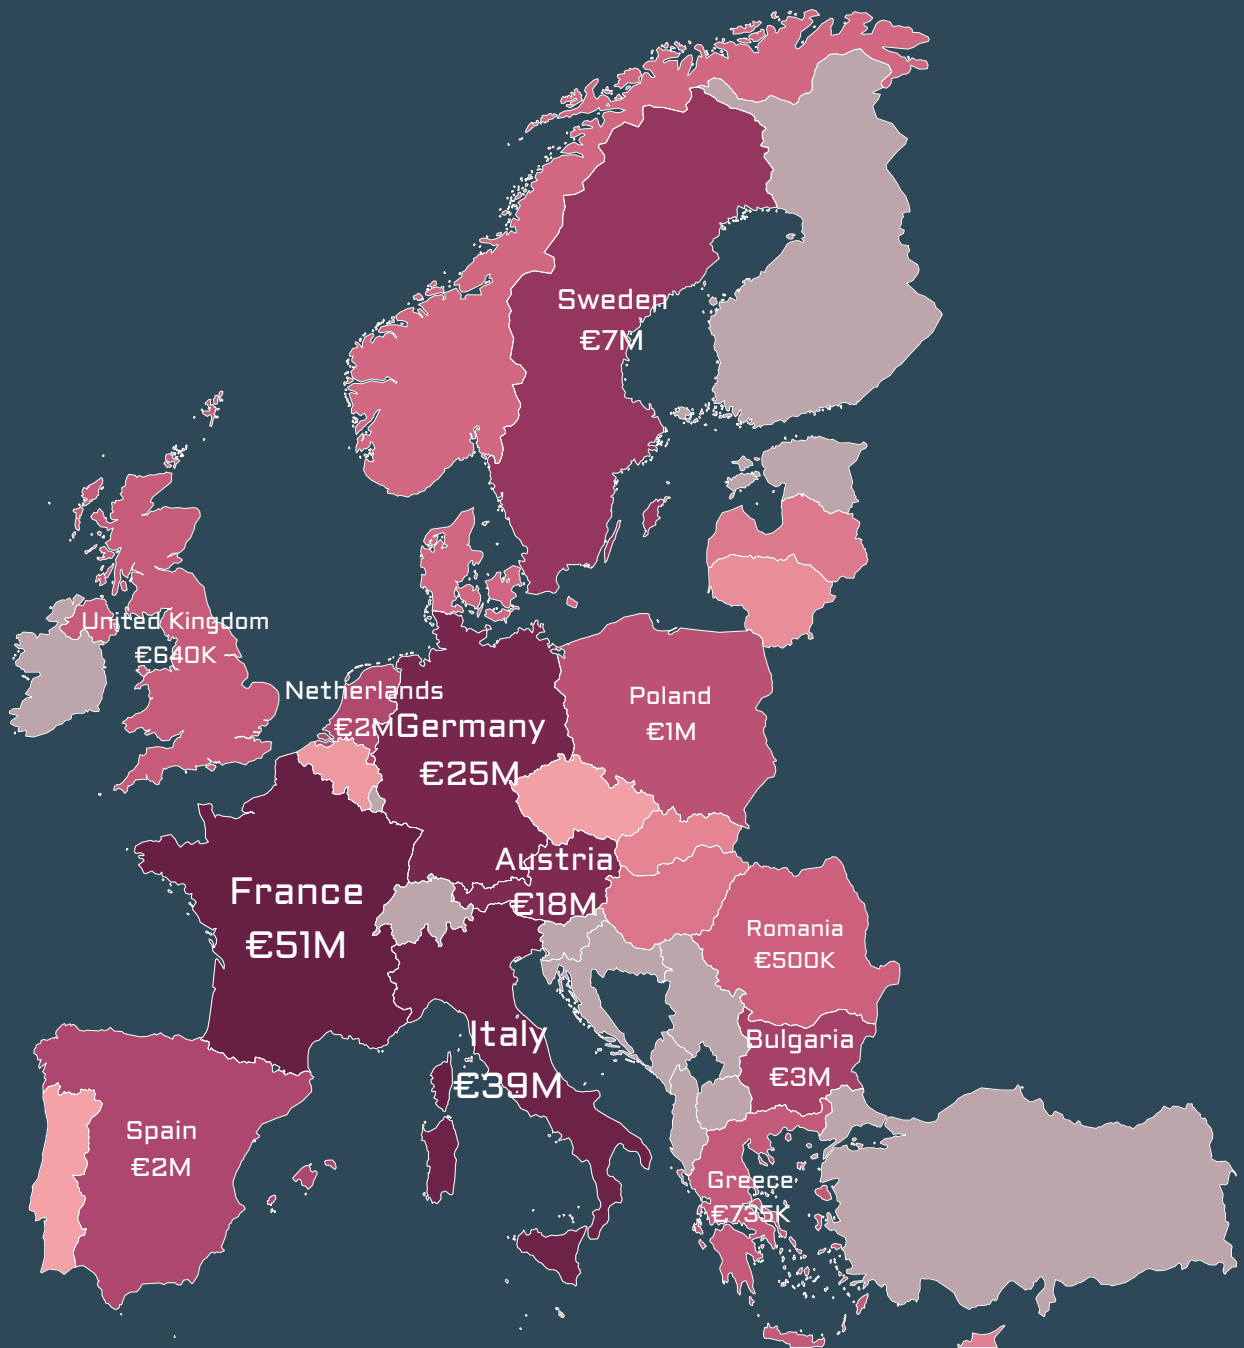 Sweden
€7M
United Kingdom
€640K
Netherlands
€2M
Germany
€25M
Poland
€1M
Austria
€18M
France
€51M
Romania
€500K
Italy
€39M
Bulgaria
€3M
Spain
€2M
Greece
€735K